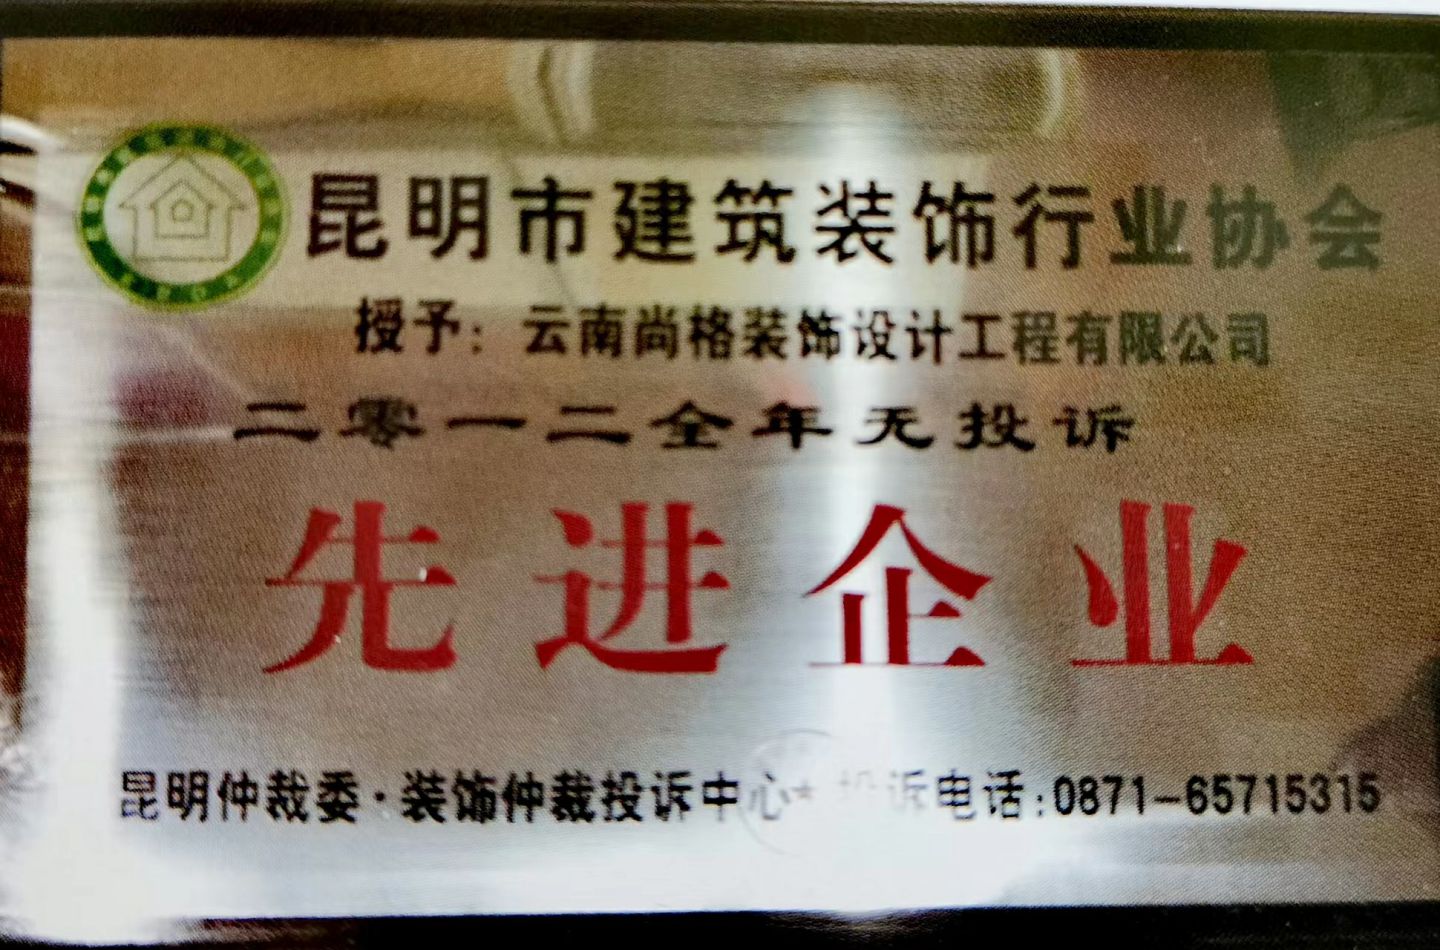 昆明市建筑装饰行业协会
授予：云南尚格装饰设计工程有限公司
二零一二全年无投诉
先进企业
昆明仲裁委·装饰仲裁投诉中心 投诉电话:0871-65715315